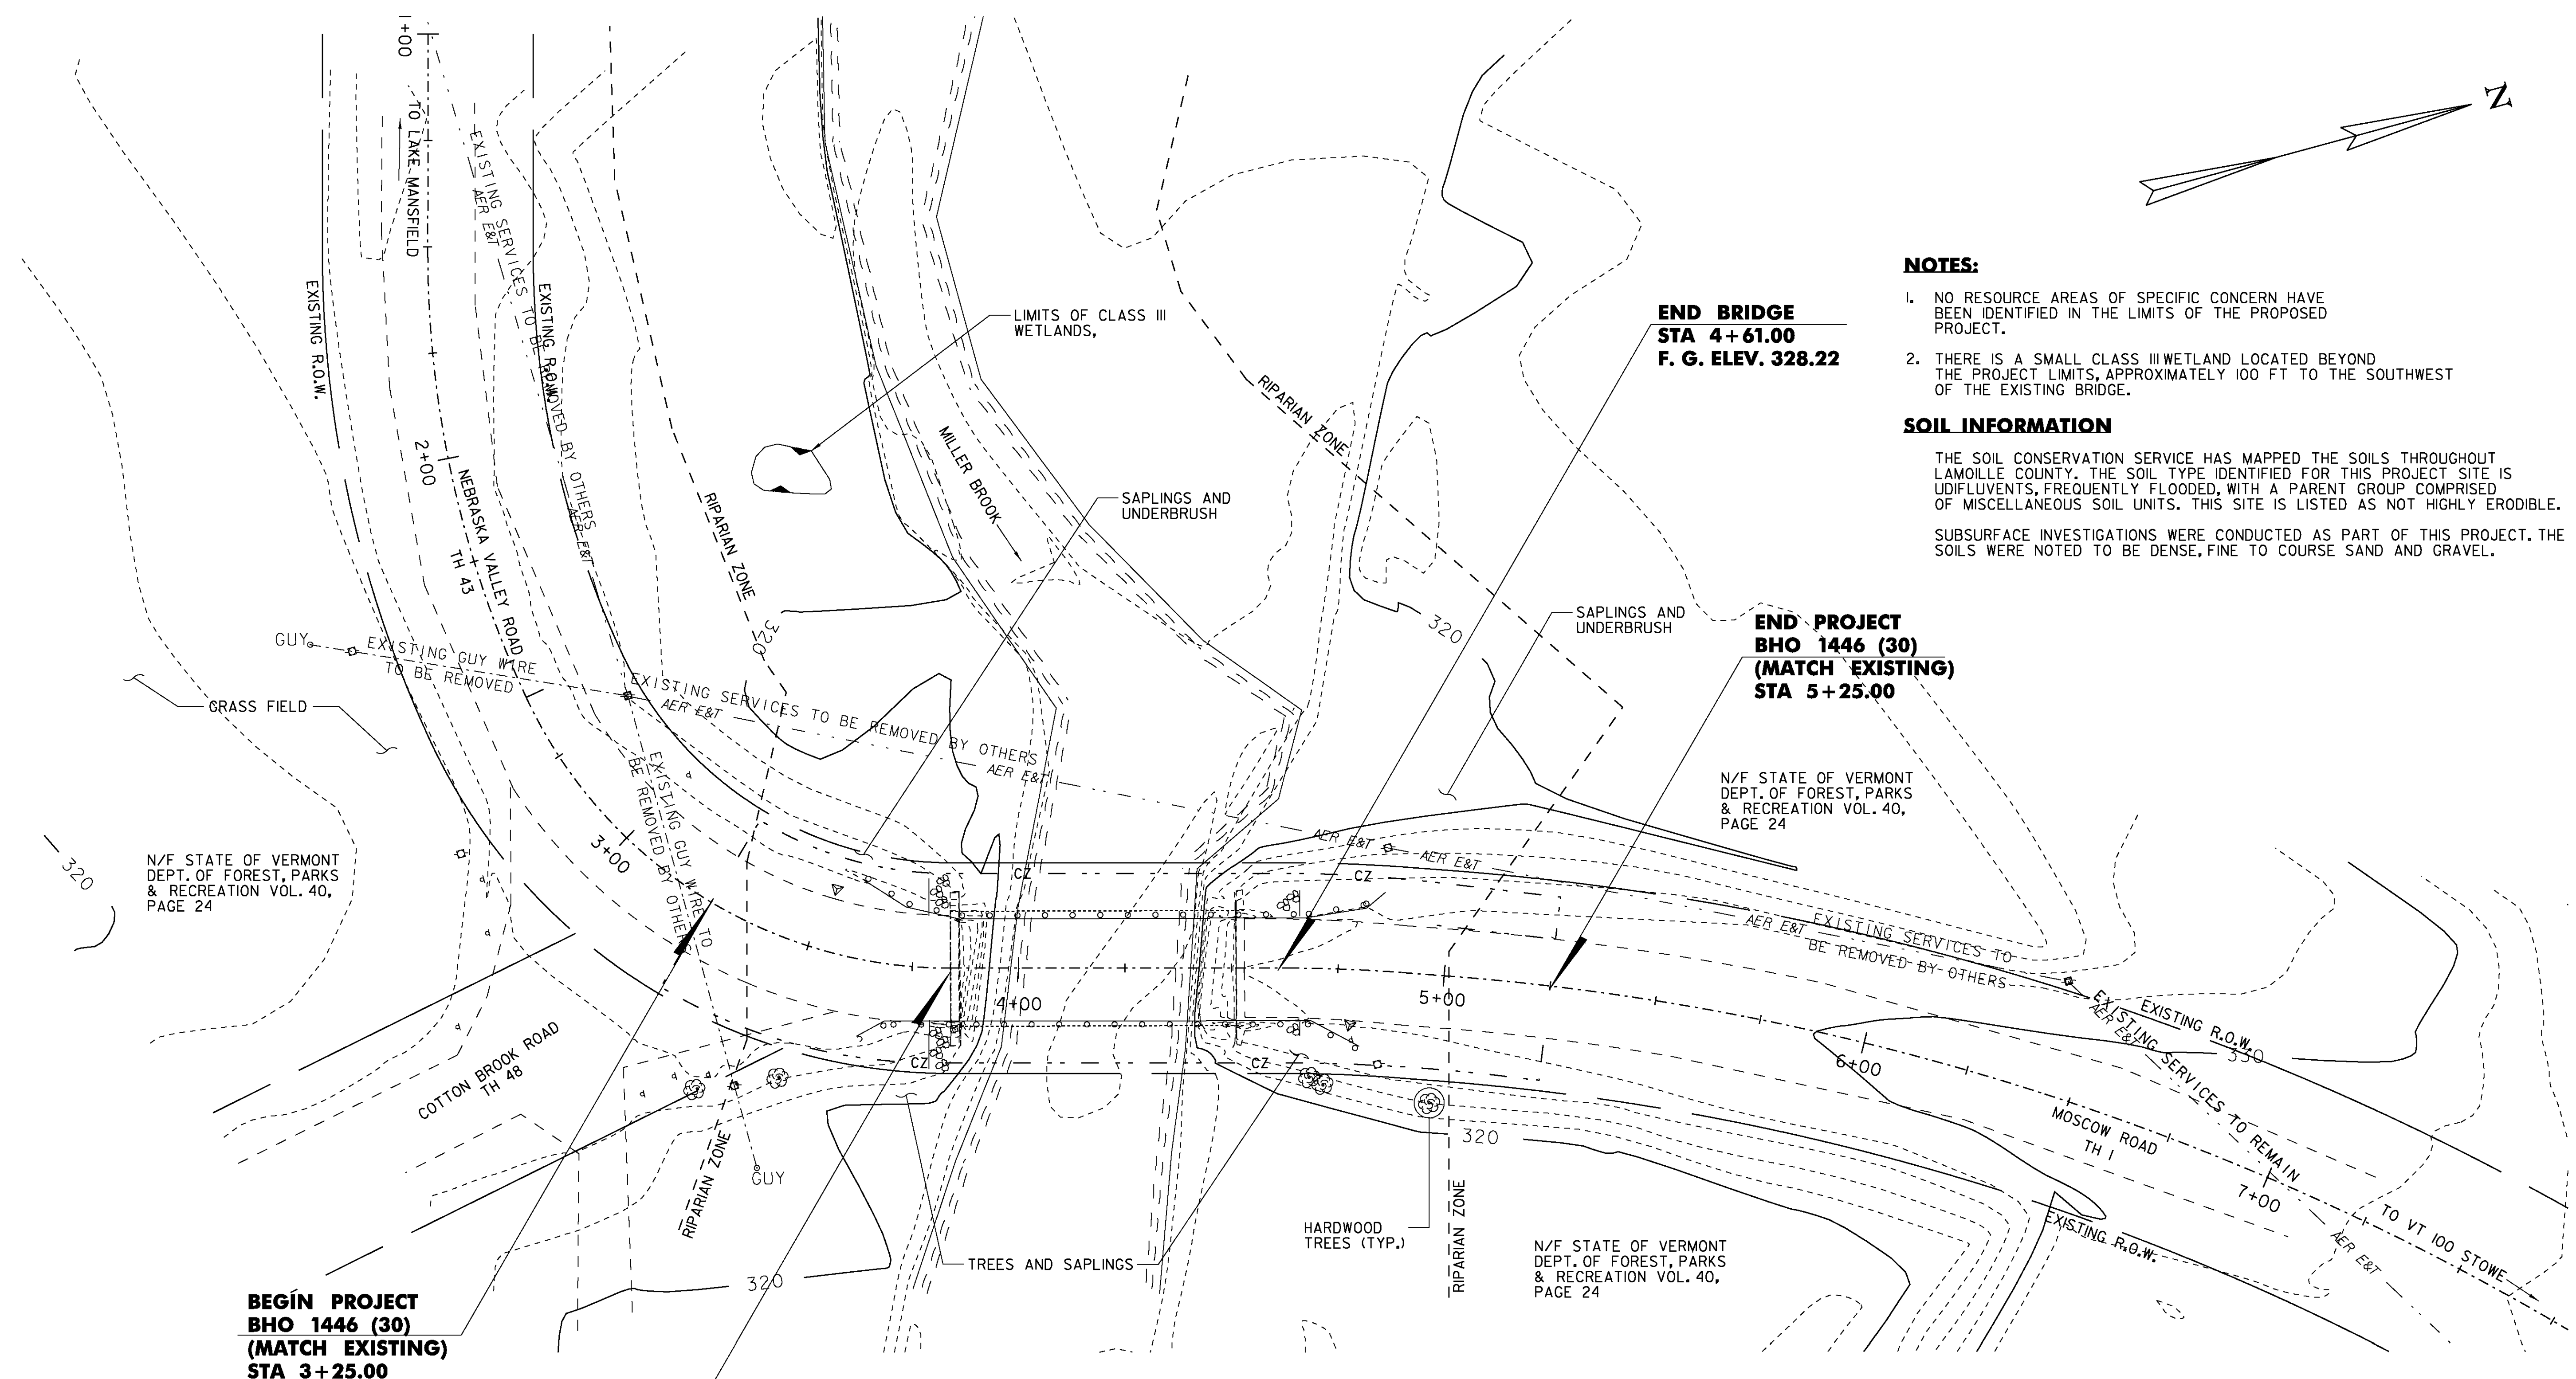 1+00
TO LAKE MANSFIELD
EXISTING SERVICES TO BE REMOVED BY OTHERS
AER E&T
AER E&T
EXISTING R.O.W.
EXISTING R.O.W.
2+00
NEBRASKA VALLEY ROAD
TH 43
RIPARIAN ZONE
320
LIMITS OF CLASS III
WETLANDS,
MILLER BROOK
SAPLINGS AND
UNDERBRUSH
RIPARIAN ZONE
320
N
NOTES:
1. NO RESOURCE AREAS OF SPECIFIC CONCERN HAVE
BEEN IDENTIFIED IN THE LIMITS OF THE PROPOSED
PROJECT.
2. THERE IS A SMALL CLASS III WETLAND LOCATED BEYOND
THE PROJECT LIMITS, APPROXIMATELY 100 FT TO THE SOUTHWEST
OF THE EXISTING BRIDGE.
SOIL INFORMATION
THE SOIL CONSERVATION SERVICE HAS MAPPED THE SOILS THROUGHOUT
LAMOILLE COUNTY. THE SOIL TYPE IDENTIFIED FOR THIS PROJECT SITE IS
UDIFLUVENTS, FREQUENTLY FLOODED, WITH A PARENT GROUP COMPRISED
OF MISCELLANEOUS SOIL UNITS. THIS SITE IS LISTED AS NOT HIGHLY ERODIBLE.
SUBSURFACE INVESTIGATIONS WERE CONDUCTED AS PART OF THIS PROJECT. THE
SOILS WERE NOTED TO BE DENSE, FINE TO COURSE SAND AND GRAVEL.
END BRIDGE
STA 4+61.00
F. G. ELEV. 328.22
SAPLINGS AND
UNDERBRUSH
END PROJECT
BHO 1446 (30)
(MATCH EXISTING)
STA 5+25.00
N/F STATE OF VERMONT
DEPT. OF FOREST, PARKS
& RECREATION VOL. 40,
PAGE 24
GUY
EXISTING GUY WIRE
TO BE REMOVED
EXISTING SERVICES TO BE REMOVED BY OTHERS
AER E&T
AER E&T
GRASS FIELD
EXISTING GUY WIRE TO
BE REMOVED BY OTHERS
3+00
320
N/F STATE OF VERMONT
DEPT. OF FOREST, PARKS
& RECREATION VOL. 40,
PAGE 24
CZ
CZ
AER E&T
AER E&T
AER E&T
AER E&T
EXISTING SERVICES TO
BE REMOVED BY OTHERS
4+00
5+00
6+00
7+00
CZ
CZ
COTTON BROOK ROAD
TH 48
RIPARIAN ZONE
GUY
320
TREES AND SAPLINGS
HARDWOOD
TREES (TYP.)
RIPARIAN ZONE
320
N/F STATE OF VERMONT
DEPT. OF FOREST, PARKS
& RECREATION VOL. 40,
PAGE 24
EXISTING R.O.W.
330
EXISTING SERVICES TO REMAIN
AER E&T
MOSCOW ROAD
TH 1
EXISTING R.O.W.
TO VT 100 STOWE
AER E&T
BEGIN PROJECT
BHO 1446 (30)
(MATCH EXISTING)
STA 3+25.00